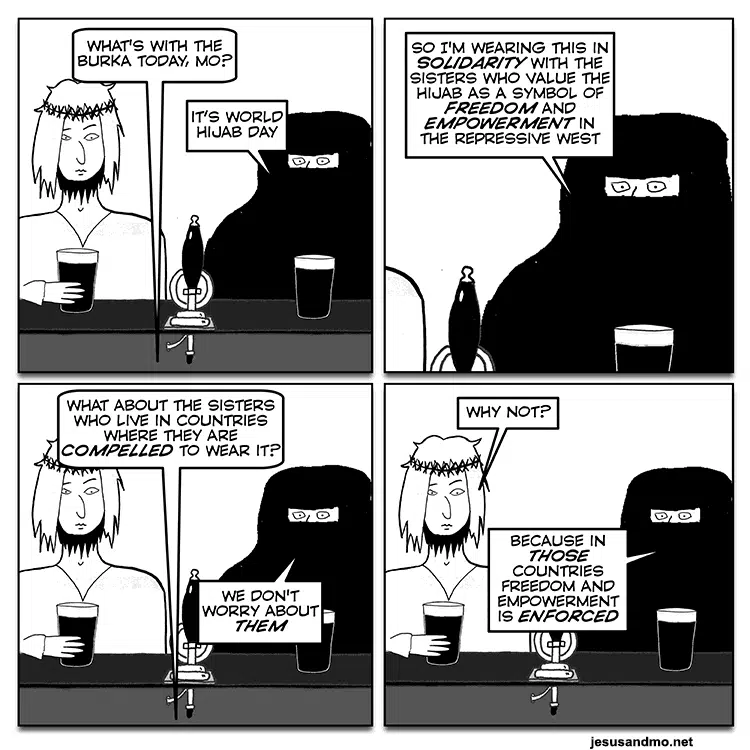 WHAT'S WITH THE
BURKA TODAY, MO?
IT'S WORLD
HIJAB DAY
SO I'M WEARING THIS IN
SOLIDARITY WITH THE
SISTERS WHO VALUE THE
HIJAB AS A SYMBOL OF
FREEDOM AND
EMPOWERMENT IN
THE REPRESSIVE WEST
WHAT ABOUT THE SISTERS
WHO LIVE IN COUNTRIES
WHERE THEY ARE
COMPELLED TO WEAR IT?
WE DON'T
WORRY ABOUT
THEM
WHY NOT?
BECAUSE IN
THOSE
COUNTRIES
FREEDOM AND
EMPOWERMENT
IS ENFORCED
jesusandmo.net